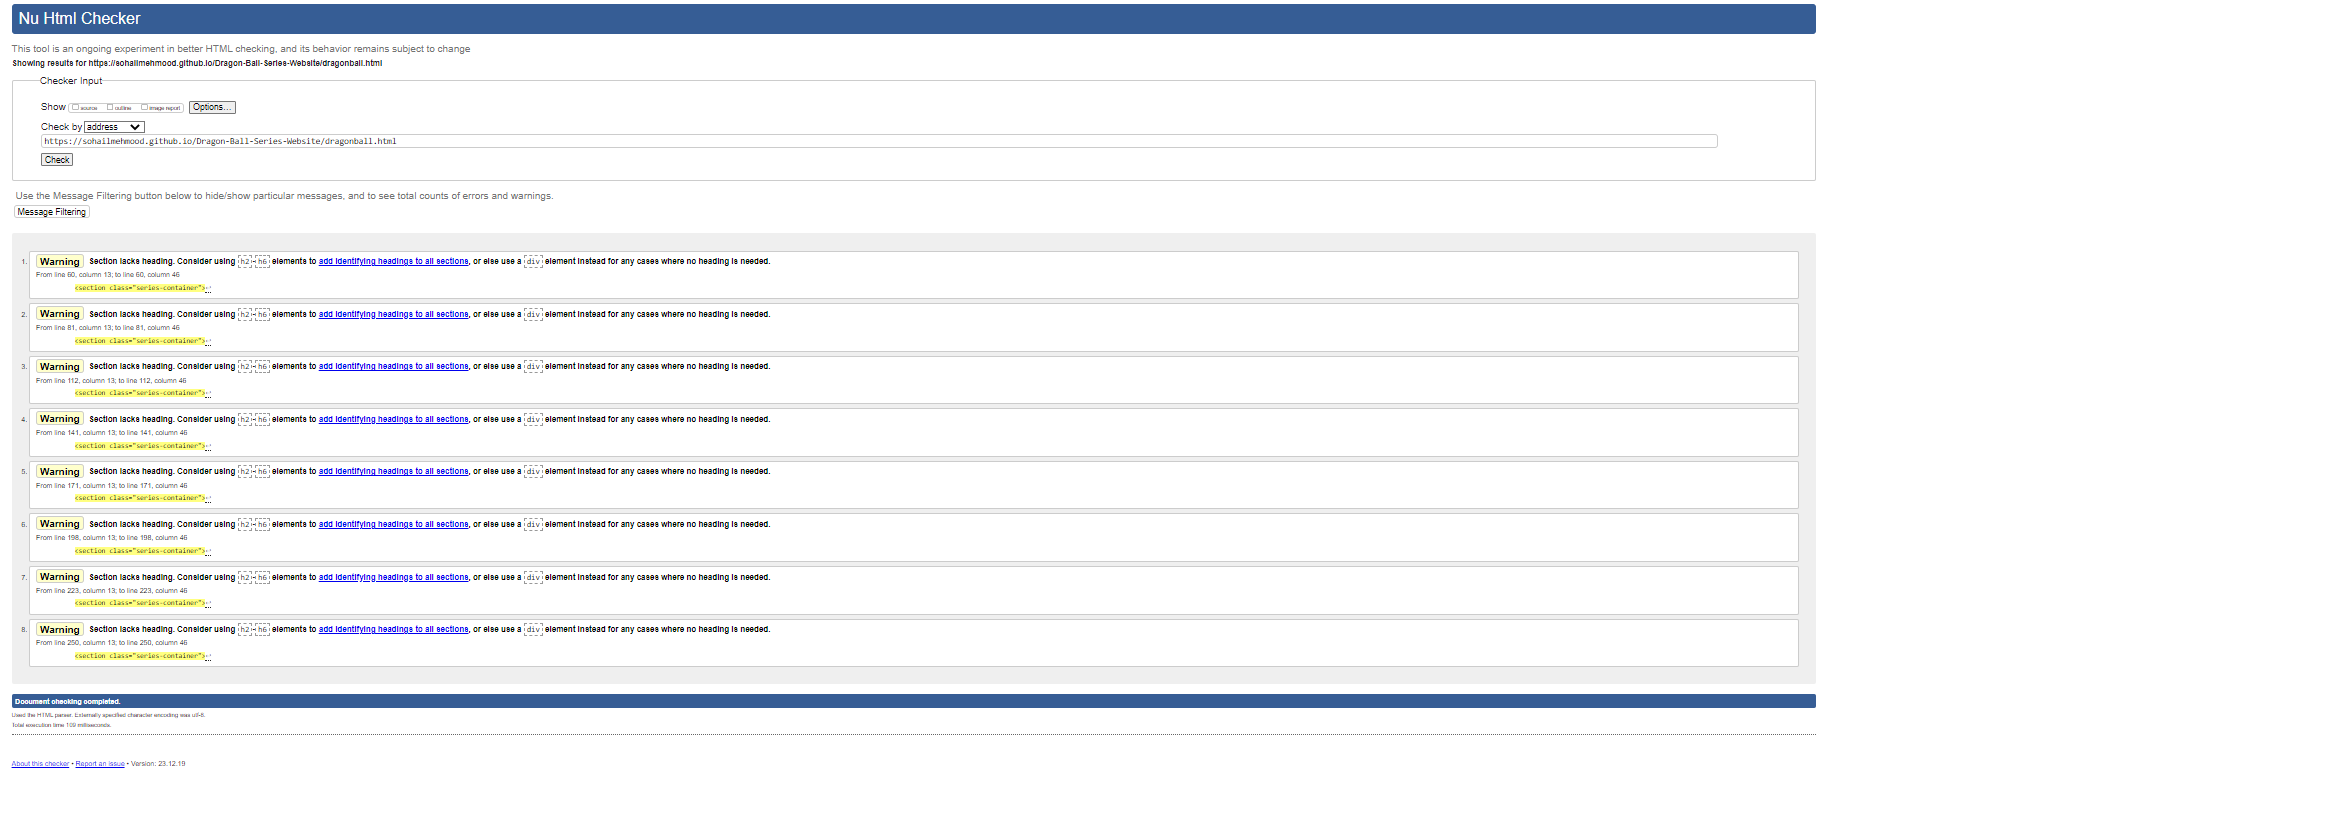 Nu Html Checker
This tool is an ongoing experiment in better HTML checking, and its behavior remains subject to change
Showing results for https://sohailmehmood.github.io/Dragon-Ball-Series-Website/dragonball.html
Checker Input
Show source outline image report Options...
Check by address
https://sohailmehmood.github.io/Dragon-Ball-Series-Website/dragonball.html
Check
Use the Message Filtering button below to hide/show particular messages, and to see total counts of errors and warnings.
Message Filtering
1. Warning Section lacks heading. Consider using h2-h6 elements to add identifying headings to all sections, or else use a div element instead for any cases where no heading is needed.
From line 60, column 13; to line 60, column 46
<section class="series-container">↩
2. Warning Section lacks heading. Consider using h2-h6 elements to add identifying headings to all sections, or else use a div element instead for any cases where no heading is needed.
From line 81, column 13; to line 81, column 46
<section class="series-container">↩
3. Warning Section lacks heading. Consider using h2-h6 elements to add identifying headings to all sections, or else use a div element instead for any cases where no heading is needed.
From line 112, column 13; to line 112, column 46
<section class="series-container">↩
4. Warning Section lacks heading. Consider using h2-h6 elements to add identifying headings to all sections, or else use a div element instead for any cases where no heading is needed.
From line 141, column 13; to line 141, column 46
<section class="series-container">↩
5. Warning Section lacks heading. Consider using h2-h6 elements to add identifying headings to all sections, or else use a div element instead for any cases where no heading is needed.
From line 171, column 13; to line 171, column 46
<section class="series-container">↩
6. Warning Section lacks heading. Consider using h2-h6 elements to add identifying headings to all sections, or else use a div element instead for any cases where no heading is needed.
From line 198, column 13; to line 198, column 46
<section class="series-container">↩
7. Warning Section lacks heading. Consider using h2-h6 elements to add identifying headings to all sections, or else use a div element instead for any cases where no heading is needed.
From line 223, column 13; to line 223, column 46
<section class="series-container">↩
8. Warning Section lacks heading. Consider using h2-h6 elements to add identifying headings to all sections, or else use a div element instead for any cases where no heading is needed.
From line 250, column 13; to line 250, column 46
<section class="series-container">↩
Document checking completed.
Used the HTML parser. Externally specified character encoding was utf-8.
Total execution time 109 milliseconds.
About this checker • Report an issue • Version: 23.12.19